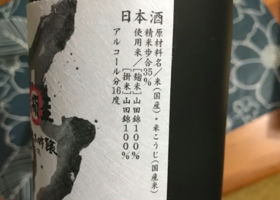 日本酒
原材料名／米(国産)・米こうじ(国産米)
精米歩合35%
使用米／[麹米]山田錦100%
[掛米]山田錦100%
アルコール分16度